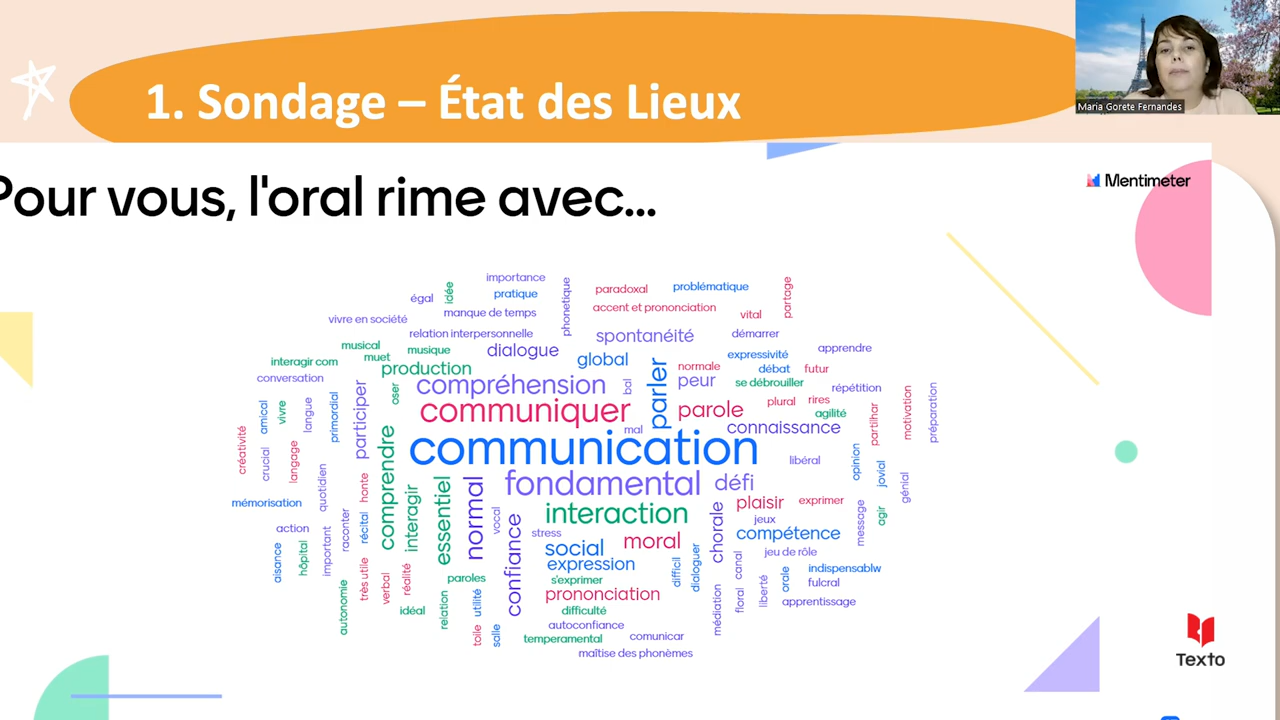 1. Sondage – État des Lieux
Maria Gorete Fernandes
Pour vous, l'oral rime avec...
Mentimeter
importance
idée
égal
pratique
phonetique
paradoxal
problématique
partage
manque de temps
accent et prononciation
vital
vivre en société
relation interpersonnelle
spontanéité
démarrer
musical
musique
dialogue
global
expressivité
apprendre
interagir com
muet
production
parler
normale
débat
futur
conversation
oser
compréhension
bal
peur
se débrouiller
répétition
participer
communiquer
parole
plural
rires
agilité
partilhar
motivation
préparation
créativité
amical
vivre
langue
primordial
mal
connaissance
communication
crucial
langage
comprendre
libéral
opinion
jovial
génial
quotidien
honte
interagir
essentiel
normal
fondamental
défi
mémorisation
plaisir
exprimer
interaction
jeux
message
agir
action
important
raconter
récital
vocal
confiance
stress
chorale
compétence
aisance
hôpital
social
moral
jeu de rôle
expression
difficil
dialoguer
canal
indispensablw
autonomie
très utile
verbal
réalité
paroles
s'exprimer
orale
fulcral
prononciation
médiation
floral
liberté
apprentissage
idéal
relation
utilité
difficulté
autoconfiance
toile
salle
temperamental
comunicar
maîtise des phonèmes
Texto